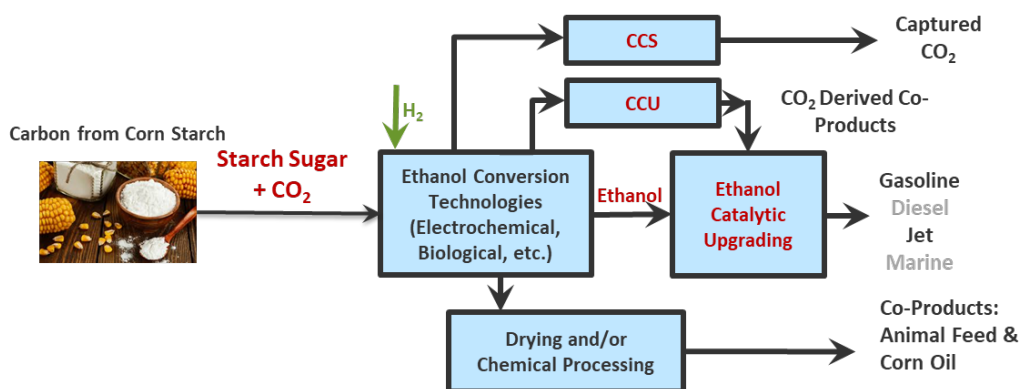 CCS
Captured
CO₂
H₂
CCU
CO₂ Derived Co-
Products
Carbon from Corn Starch
Starch Sugar
+ CO₂
Ethanol Conversion
Technologies
(Electrochemical,
Biological, etc.)
Ethanol
Ethanol
Catalytic
Upgrading
Gasoline
Diesel
Jet
Marine
Drying and/or
Chemical Processing
Co-Products:
Animal Feed &
Corn Oil